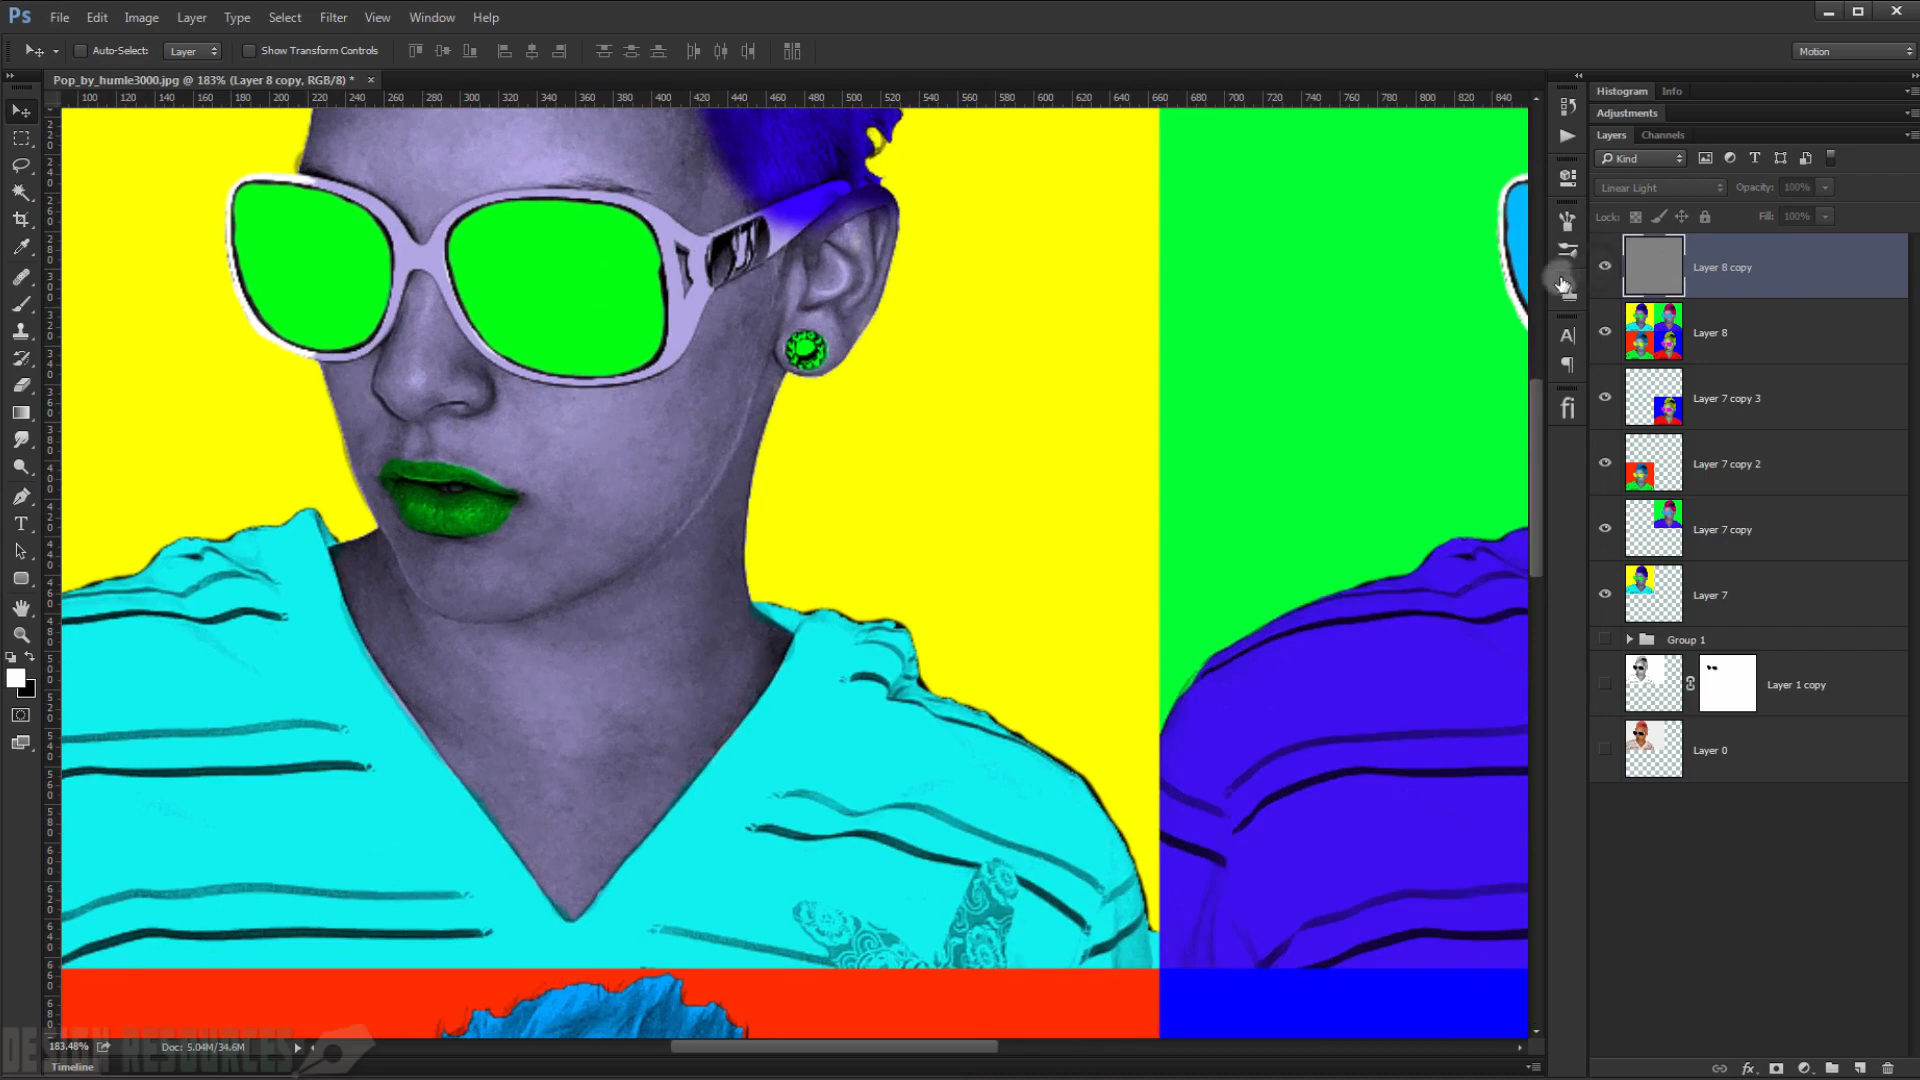 Ps File Edit Image Layer Type Select Filter View Window Help
Auto-Select: Layer Show Transform Controls Motion
Pop_by_humle3000.jpg @ 183% (Layer 8 copy, RGB/8) * ×
100 120 140 160 180 200 220 240 260 280 300 320 340 360 380 400 420 440 460 480 500 520 540 560 580 600 620 640 660 680 700 720 740 760 780 800 820 840
Histogram Info
Adjustments
Layers Channels
Kind
Linear Light Opacity: 100%
Lock: Fill: 100%
Layer 8 copy
Layer 8
Layer 7 copy 3
Layer 7 copy 2
Layer 7 copy
Layer 7
Group 1
Layer 1 copy
Layer 0
DESIGN RESOURCES
183.48% Doc: 5.04M/34.6M
Timeline
fx